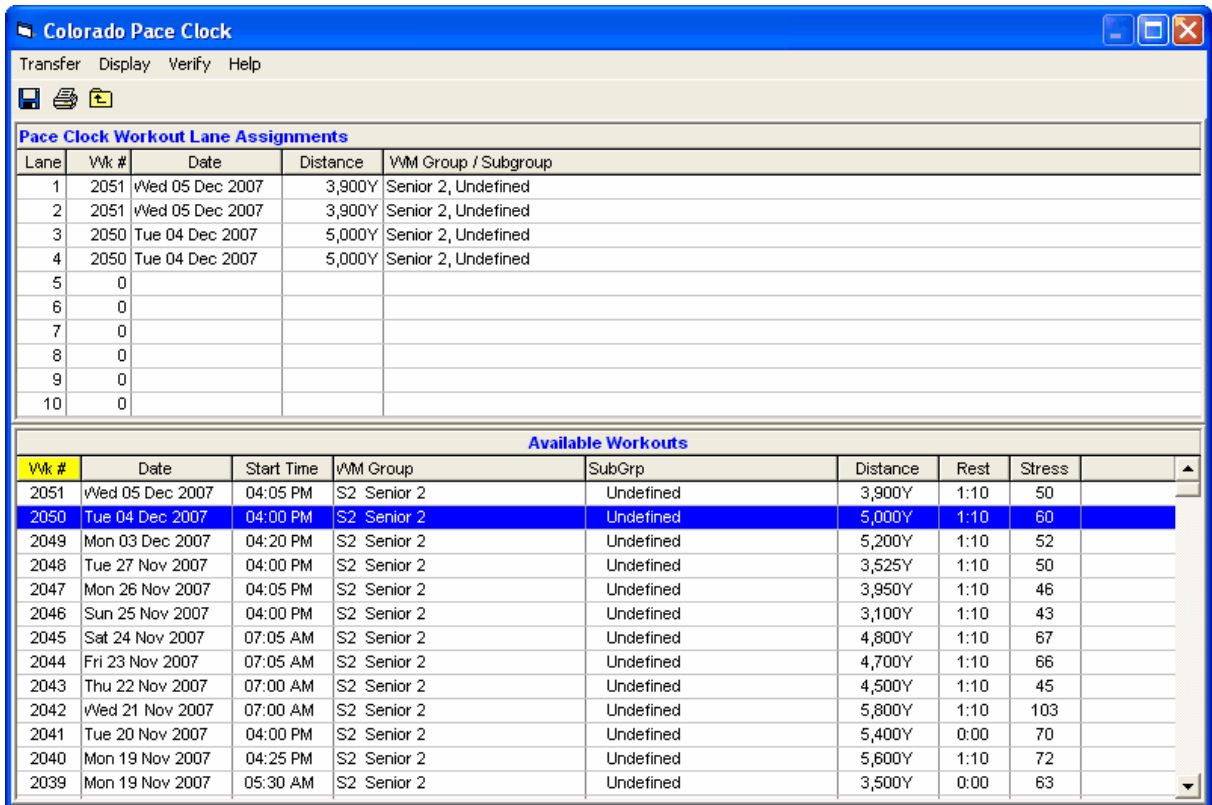 Colorado Pace Clock
Transfer Display Verify Help
Pace Clock Workout Lane Assignments
Lane Wk # Date Distance WM Group / Subgroup
1 2051 Wed 05 Dec 2007 3,900Y Senior 2, Undefined
2 2051 Wed 05 Dec 2007 3,900Y Senior 2, Undefined
3 2050 Tue 04 Dec 2007 5,000Y Senior 2, Undefined
4 2050 Tue 04 Dec 2007 5,000Y Senior 2, Undefined
5 0
6 0
7 0
8 0
9 0
10 0
Available Workouts
Wk # Date Start Time WM Group SubGrp Distance Rest Stress
2051 Wed 05 Dec 2007 04:05 PM S2 Senior 2 Undefined 3,900Y 1:10 50
2050 Tue 04 Dec 2007 04:00 PM S2 Senior 2 Undefined 5,000Y 1:10 60
2049 Mon 03 Dec 2007 04:20 PM S2 Senior 2 Undefined 5,200Y 1:10 52
2048 Tue 27 Nov 2007 04:00 PM S2 Senior 2 Undefined 3,525Y 1:10 50
2047 Mon 26 Nov 2007 04:05 PM S2 Senior 2 Undefined 3,950Y 1:10 46
2046 Sun 25 Nov 2007 04:00 PM S2 Senior 2 Undefined 3,100Y 1:10 43
2045 Sat 24 Nov 2007 07:05 AM S2 Senior 2 Undefined 4,800Y 1:10 67
2044 Fri 23 Nov 2007 07:05 AM S2 Senior 2 Undefined 4,700Y 1:10 66
2043 Thu 22 Nov 2007 07:00 AM S2 Senior 2 Undefined 4,500Y 1:10 45
2042 Wed 21 Nov 2007 07:00 AM S2 Senior 2 Undefined 5,800Y 1:10 103
2041 Tue 20 Nov 2007 04:00 PM S2 Senior 2 Undefined 5,400Y 0:00 70
2040 Mon 19 Nov 2007 04:25 PM S2 Senior 2 Undefined 5,600Y 1:10 72
2039 Mon 19 Nov 2007 05:30 AM S2 Senior 2 Undefined 3,500Y 0:00 63